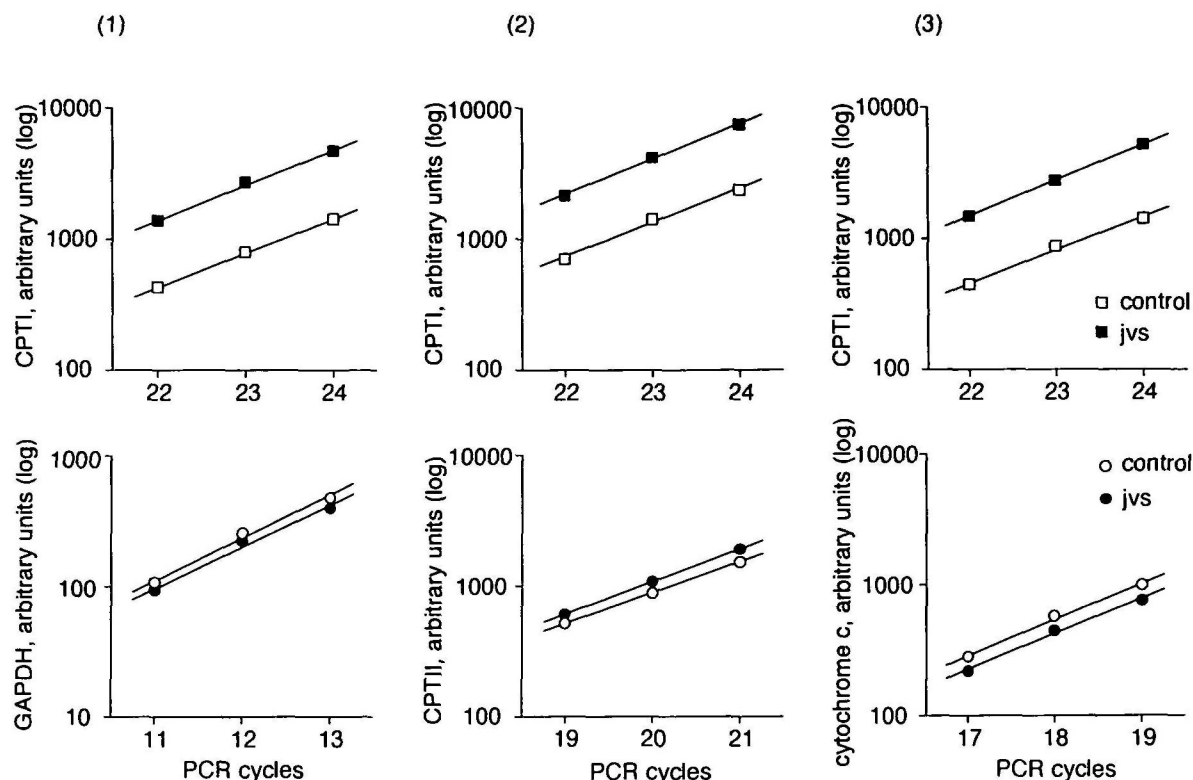 (1)
(2)
(3)
CPTI, arbitrary units (log)
10000
1000
100
22 23 24
CPTI, arbitrary units (log)
10000
1000
100
22 23 24
CPTI, arbitrary units (log)
10000
1000
100
22 23 24
control
jvs
GAPDH, arbitrary units (log)
1000
100
10
11 12 13
PCR cycles
CPTII, arbitrary units (log)
10000
1000
100
19 20 21
PCR cycles
cytochrome c, arbitrary units (log)
10000
1000
100
17 18 19
PCR cycles
control
jvs